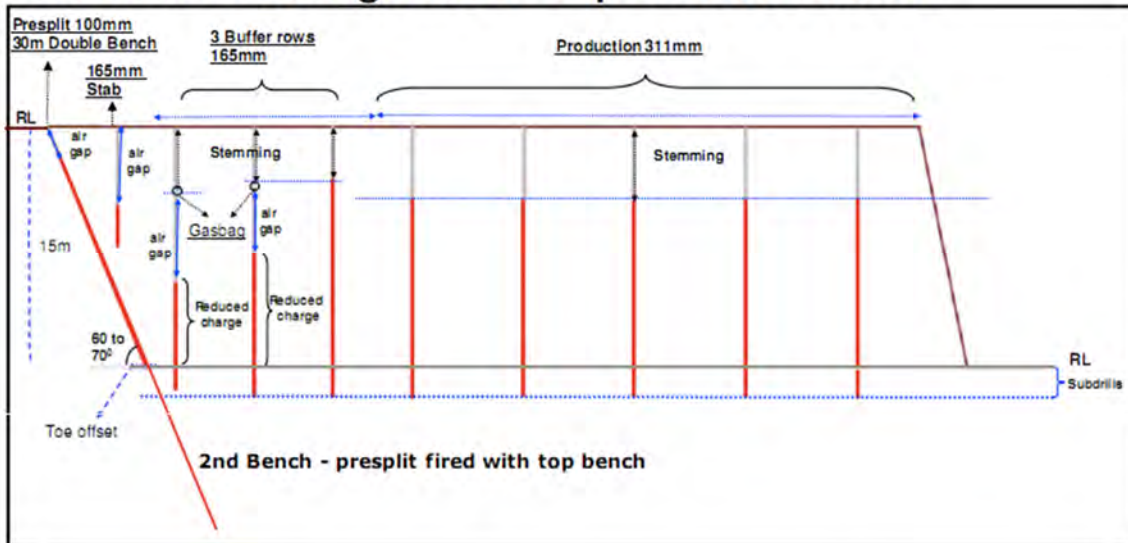 Presplit 100mm
30m Double Bench
3 Buffer rows
165mm
Production 311mm
165mm
Stab
RL
air
gap
air
gap
Stemming
Stemming
Gasbag
air
gap
air
gap
15m
Reduced
charge
Reduced
charge
60 to
70⁰
RL
Subdrills
Toe offset
2nd Bench - presplit fired with top bench